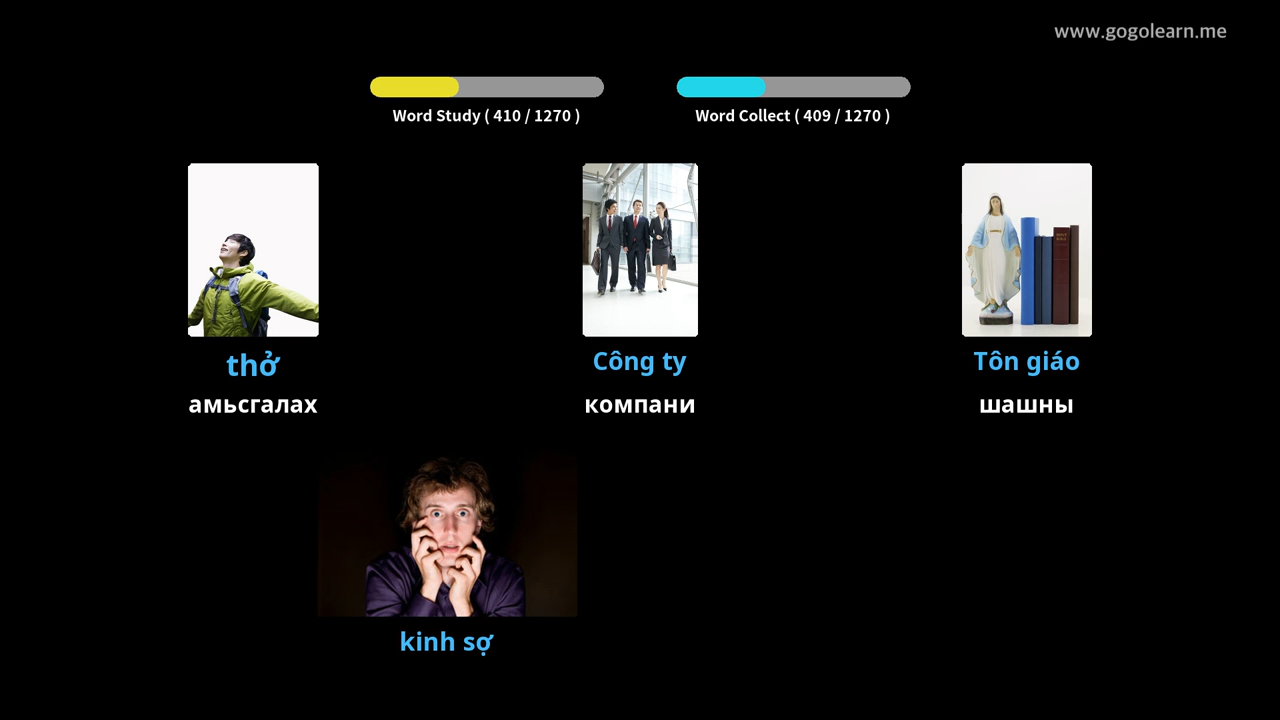 www.gogolearn.me
Word Study ( 410 / 1270 )
Word Collect ( 409 / 1270 )
thở
Công ty
Tôn giáo
амьсгалах
компани
шашны
kinh sợ